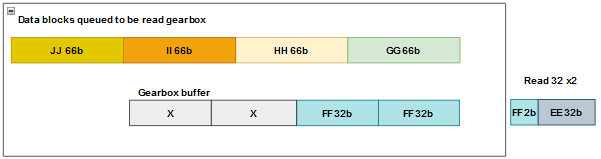 Data blocks queued to be read gearbox
JJ 66b II 66b HH 66b GG 66b
Read 32 x2
Gearbox buffer
X X FF 32b FF 32b FF 2b EE 32b